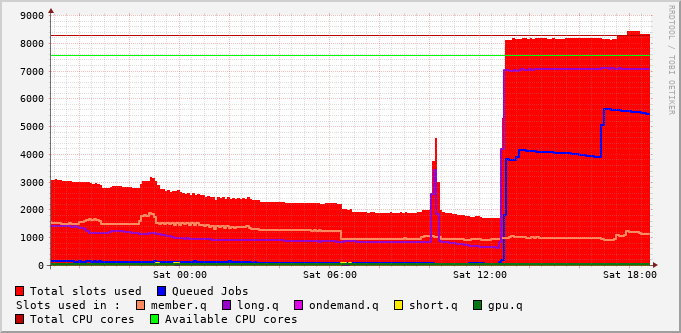 RRDTOOL / TOBI OETIKER
9000
8000
7000
6000
5000
4000
3000
2000
1000
0
Sat 00:00 Sat 06:00 Sat 12:00 Sat 18:00
Total slots used Queued Jobs
Slots used in : member.q long.q ondemand.q short.q gpu.q
Total CPU cores Available CPU cores